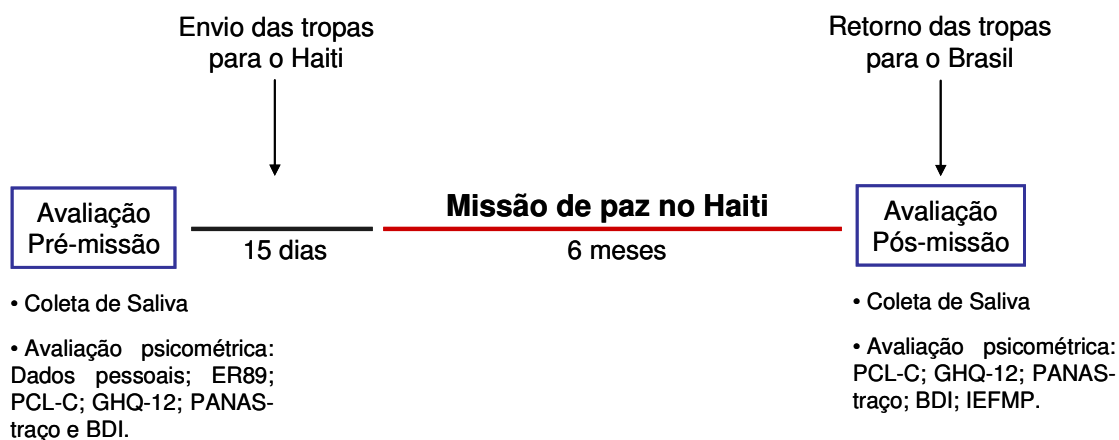 Envio das tropas
para o Haiti
Retorno das tropas
para o Brasil
Avaliação
Pré-missão
15 dias
Missão de paz no Haiti
6 meses
Avaliação
Pós-missão
• Coleta de Saliva
• Avaliação psicométrica:
Dados pessoais; ER89;
PCL-C; GHQ-12; PANAS-
traço e BDI.
• Coleta de Saliva
• Avaliação psicométrica:
PCL-C; GHQ-12; PANAS-
traço; BDI; IEFMP.